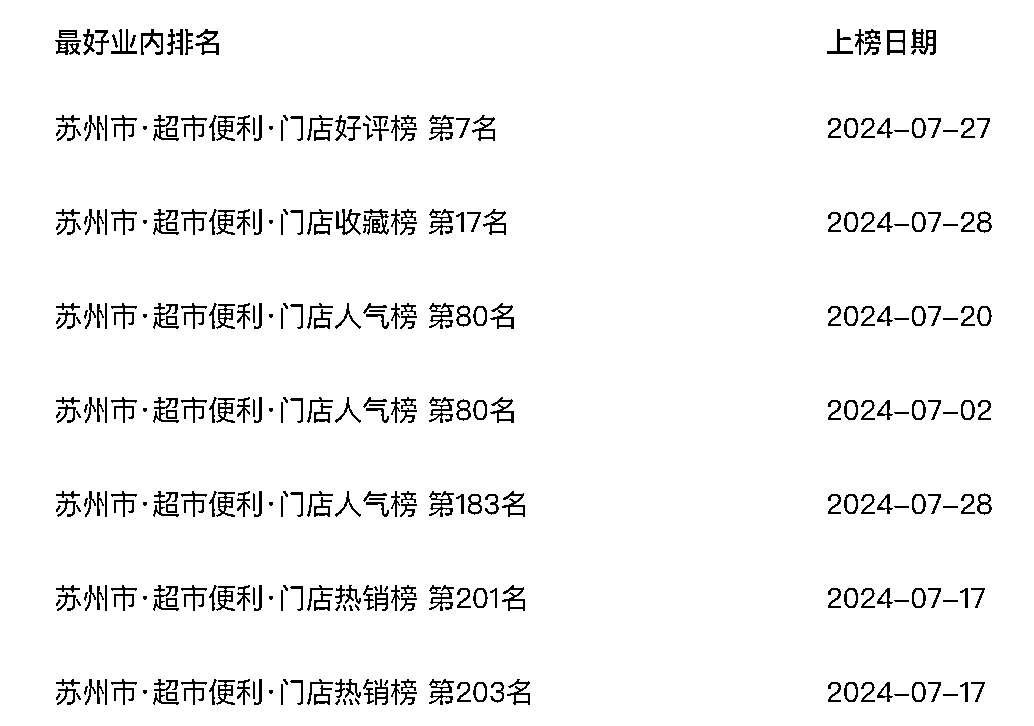 最好业内排名 上榜日期
苏州市·超市便利·门店好评榜 第7名 2024-07-27
苏州市·超市便利·门店收藏榜 第17名 2024-07-28
苏州市·超市便利·门店人气榜 第80名 2024-07-20
苏州市·超市便利·门店人气榜 第80名 2024-07-02
苏州市·超市便利·门店人气榜 第183名 2024-07-28
苏州市·超市便利·门店热销榜 第201名 2024-07-17
苏州市·超市便利·门店热销榜 第203名 2024-07-17